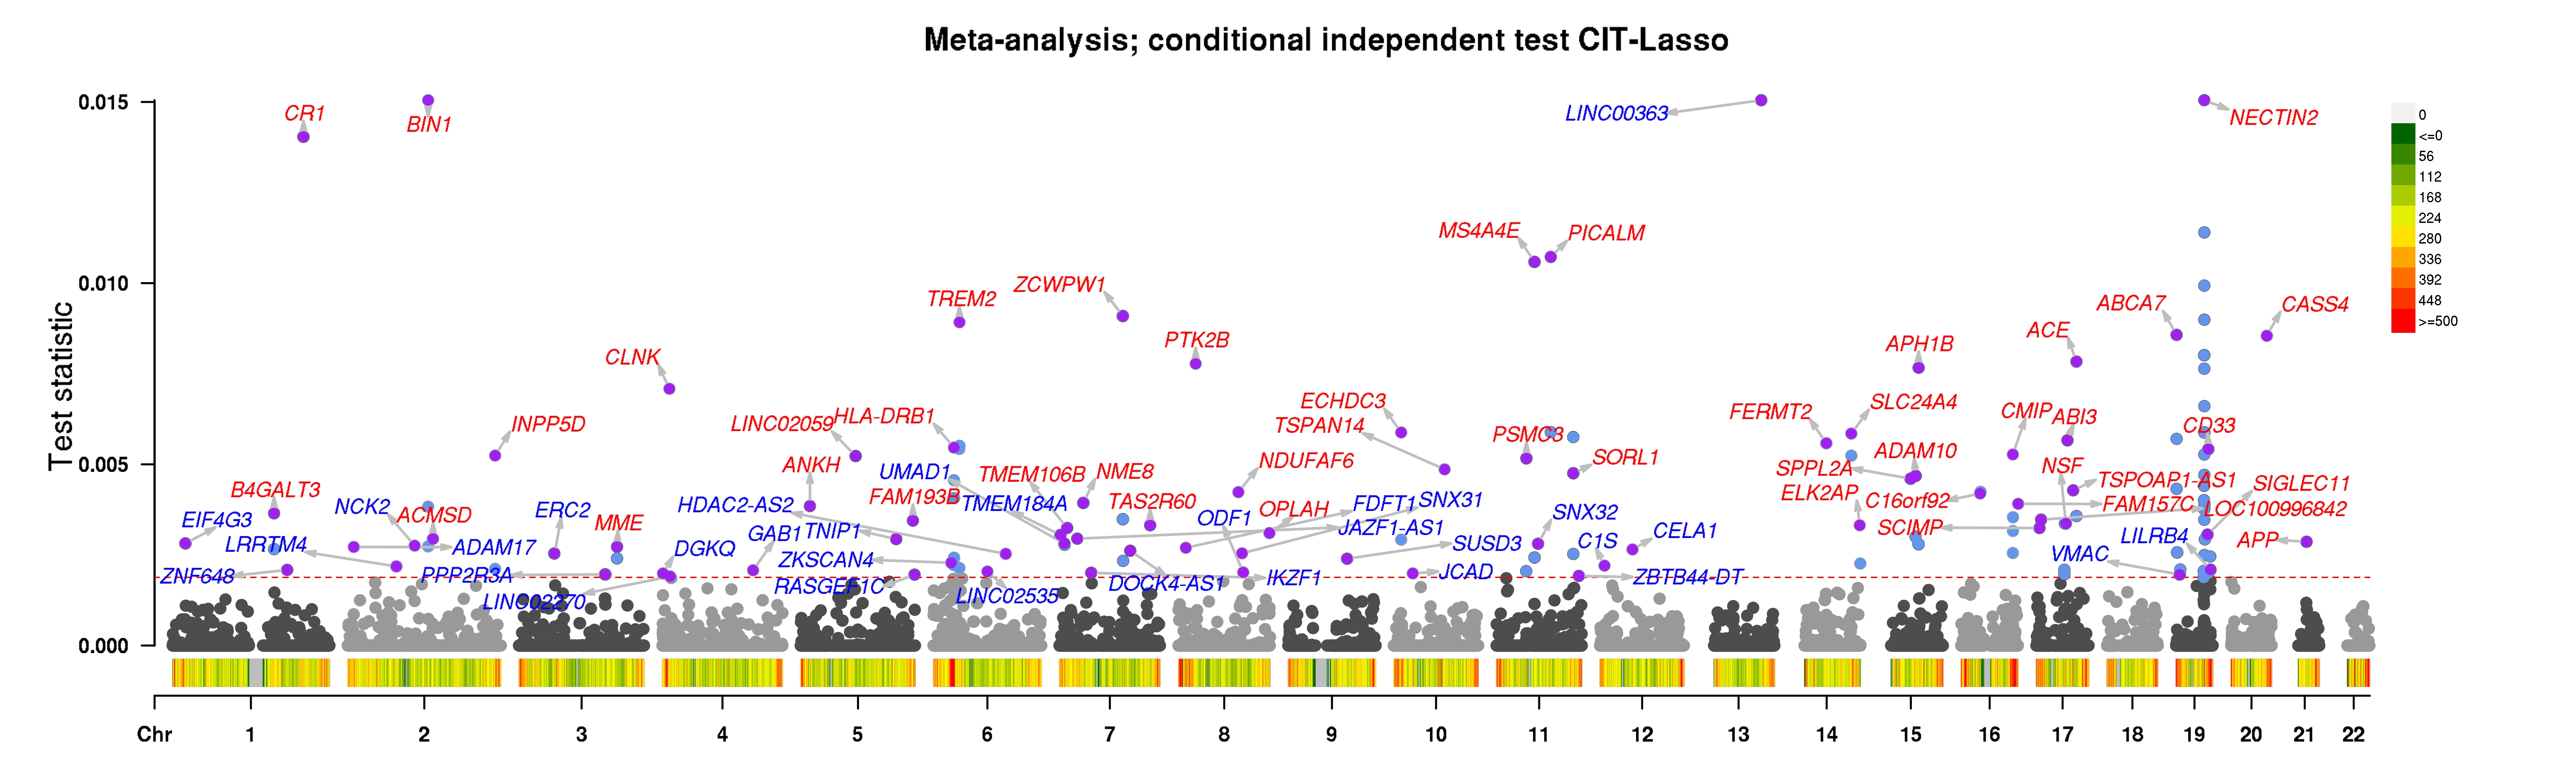 Meta-analysis; conditional independent test CIT-Lasso
0.015
0.010
0.005
0.000
Test statistic
CR1
BIN1
LINC00363
NECTIN2
MS4A4E
PICALM
ZCWPW1
TREM2
ABCA7
CASS4
ACE
PTK2B
APH1B
CLNK
ECHDC3
SLC24A4
FERMT2
CMIP
ABI3
HLA-DRB1
LINC02059
INPP5D
TSPAN14
CD33
PSMC3
ADAM10
SORL1
NDUFAF6
ANKH
UMAD1
TMEM106B
NME8
SPPL2A
NSF
TSPOAP1-AS1
SIGLEC11
B4GALT3
ELK2AP
C16orf92
FAM157C
LOC100996842
NCK2
ACMSD
ERC2
MME
HDAC2-AS2
FAM193B
TMEM184A
TAS2R60
OPLAH
FDFT1
SNX31
SNX32
EIF4G3
ODF1
JAZF1-AS1
SCIMP
CELA1
LRRTM4
ADAM17
DGKQ
GAB1
TNIP1
SUSD3
C1S
LILRB4
APP
ZKSCAN4
VMAC
ZNF648
PPP2R3A
RASGEF1C
DOCK4-AS1
IKZF1
JCAD
ZBTB44-DT
LINC02270
LINC02535
0
<=0
56
112
168
224
280
336
392
448
>=500
Chr 1 2 3 4 5 6 7 8 9 10 11 12 13 14 15 16 17 18 19 20 21 22